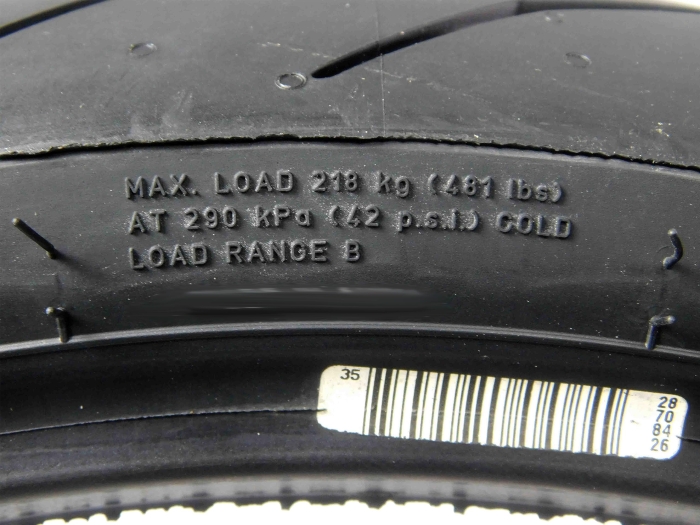 MAX. LOAD 218 kg (481 lbs)
AT 290 kPa (42 p.s.i.) COLD
LOAD RANGE B
35
28
70
84
26